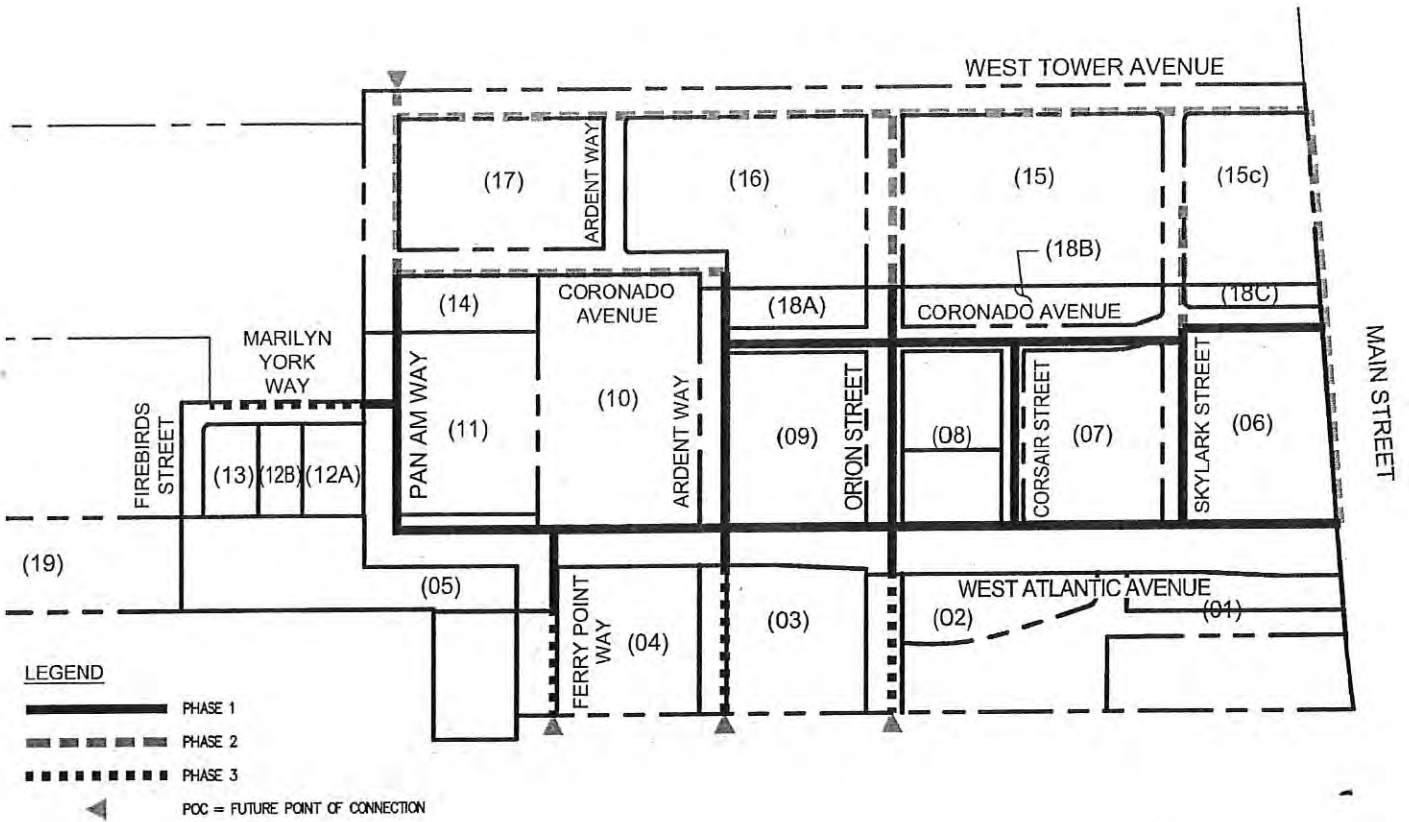 WEST TOWER AVENUE
ARDENT WAY
(17)
(16)
(15)
(15c)
(18B)
(14)
CORONADO
AVENUE
(18A)
CORONADO AVENUE
(18C)
MARILYN
YORK
WAY
MAIN STREET
FIREBIRDS
STREET
(13)
(12B)
(12A)
PAN AM WAY
(11)
(10)
ARDENT WAY
(09)
ORION STREET
(08)
CORSAIR STREET
(07)
SKYLARK STREET
(06)
(19)
(05)
FERRY POINT
WAY
(04)
(03)
WEST ATLANTIC AVENUE
(02)
(01)
LEGEND
PHASE 1
PHASE 2
PHASE 3
POC = FUTURE POINT OF CONNECTION